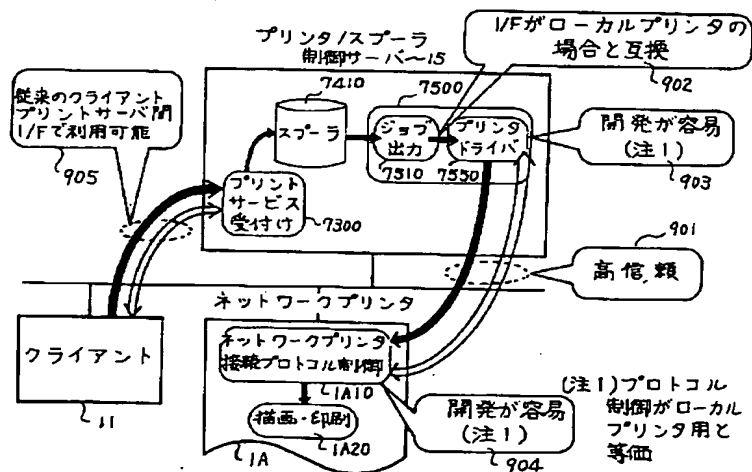 プリンタ/スプーラ
制御サーバ~15
I/Fがローカルプリンタの
場合と互換
902
従来のクライアント
プリントサーバ間
I/Fで利用可能
905
7410
スプーラ
7500
ジョブ
出力
7510
プリンタ
ドライバ
7550
開発が容易
(注1)
903
プリント
サービス
受付け
7300
901
高信頼
ネットワークプリンタ
クライアント
11
ネットワークプリンタ
接続プロトコル制御
1A10
描画・印刷
1A20
1A
開発が容易
(注1)
904
(注1)プロトコル
制御がローカル
プリンタ用と
等価